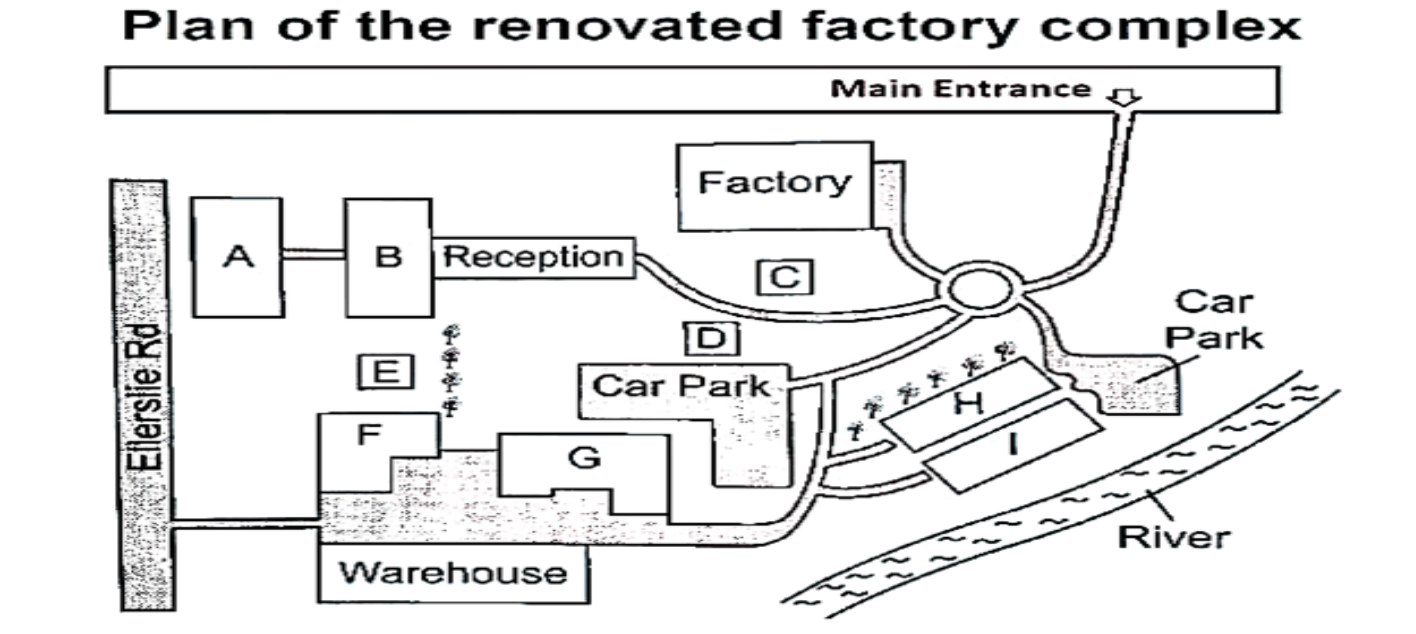 Plan of the renovated factory complex
Main Entrance
Factory
A
B
Reception
C
Car
Park
D
Ellerslie Rd
E
Car Park
H
F
G
I
River
Warehouse